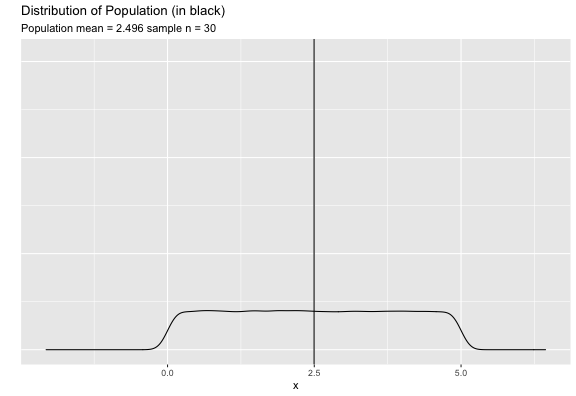 Distribution of Population (in black)
Population mean = 2.496 sample n = 30
0.0 2.5 5.0
x